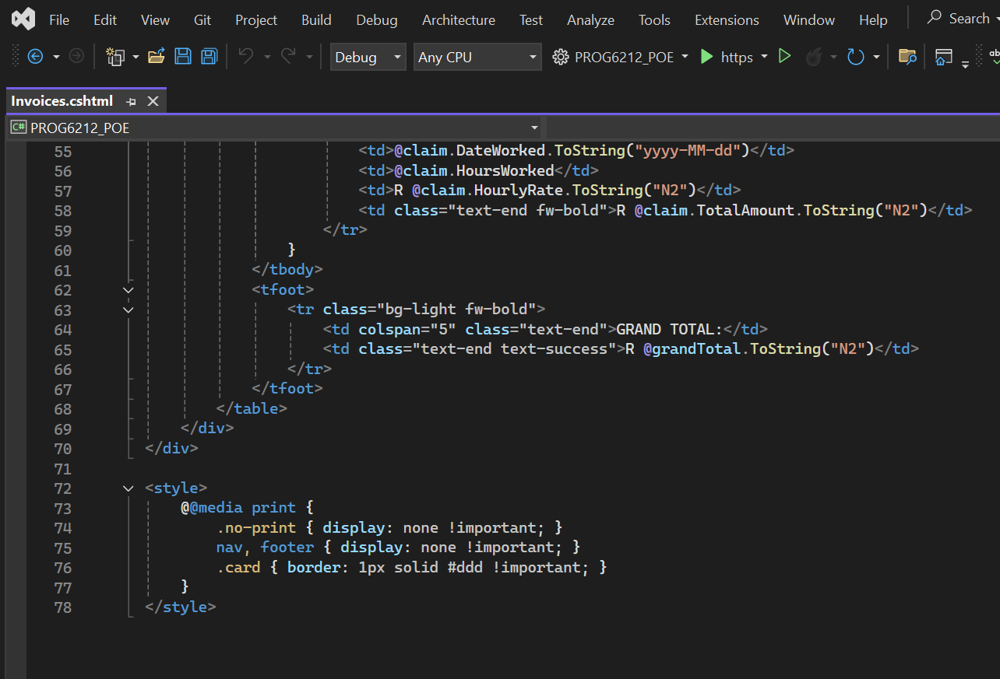 File Edit View Git Project Build Debug Architecture Test Analyze Tools Extensions Window Help Search
Debug Any CPU PROG6212_POE https
Invoices.cshtml
C# PROG6212_POE
55 <td>@claim.DateWorked.ToString("yyyy-MM-dd")</td>
56 <td>@claim.HoursWorked</td>
57 <td>R @claim.HourlyRate.ToString("N2")</td>
58 <td class="text-end fw-bold">R @claim.TotalAmount.ToString("N2")</td>
59 </tr>
60 }
61 </tbody>
62 <tfoot>
63 <tr class="bg-light fw-bold">
64 <td colspan="5" class="text-end">GRAND TOTAL:</td>
65 <td class="text-end text-success">R @grandTotal.ToString("N2")</td>
66 </tr>
67 </tfoot>
68 </table>
69 </div>
70 </div>
71
72 <style>
73 @@media print {
74 .no-print { display: none !important; }
75 nav, footer { display: none !important; }
76 .card { border: 1px solid #ddd !important; }
77 }
78 </style>